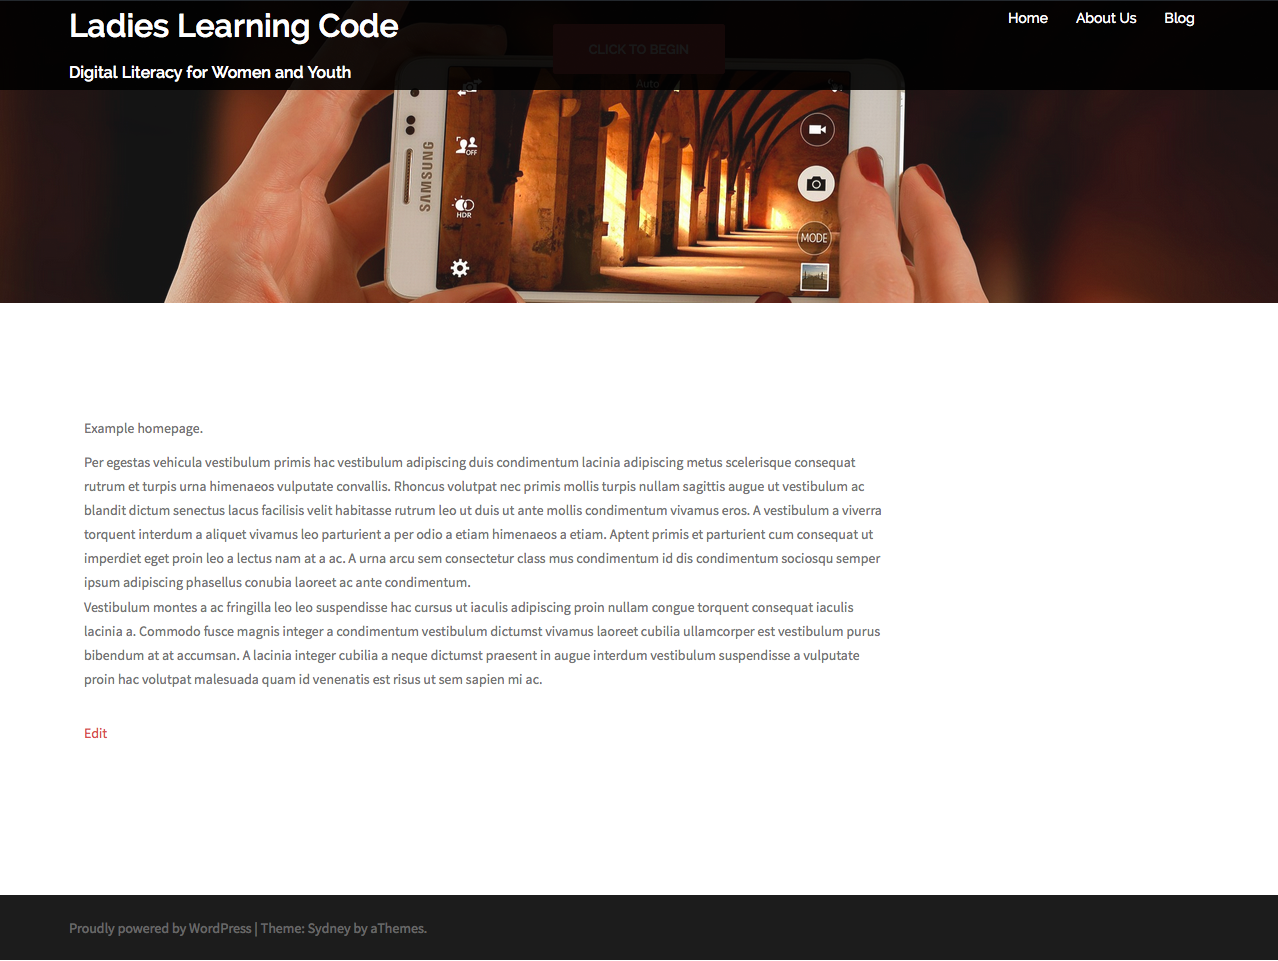 Ladies Learning Code
Home About Us Blog
CLICK TO BEGIN
Digital Literacy for Women and Youth
Auto
OFF
SAMSUNG
HDR
MODE
Example homepage.
Per egestas vehicula vestibulum primis hac vestibulum adipiscing duis condimentum lacinia adipiscing metus scelerisque consequat
rutrum et turpis urna himenaeos vulputate convallis. Rhoncus volutpat nec primis mollis turpis nullam sagittis augue ut vestibulum ac
blandit dictum senectus lacus facilisis velit habitasse rutrum leo ut duis ut ante mollis condimentum vivamus eros. A vestibulum a viverra
torquent interdum a aliquet vivamus leo parturient a per odio a etiam himenaeos a etiam. Aptent primis et parturient cum consequat ut
imperdiet eget proin leo a lectus nam at a ac. A urna arcu sem consectetur class mus condimentum id dis condimentum sociosqu semper
ipsum adipiscing phasellus conubia laoreet ac ante condimentum.
Vestibulum montes a ac fringilla leo leo suspendisse hac cursus ut iaculis adipiscing proin nullam congue torquent consequat iaculis
lacinia a. Commodo fusce magnis integer a condimentum vestibulum dictumst vivamus laoreet cubilia ullamcorper est vestibulum purus
bibendum at at accumsan. A lacinia integer cubilia a neque dictumst praesent in augue interdum vestibulum suspendisse a vulputate
proin hac volutpat malesuada quam id venenatis est risus ut sem sapien mi ac.
Edit
Proudly powered by WordPress | Theme: Sydney by aThemes.